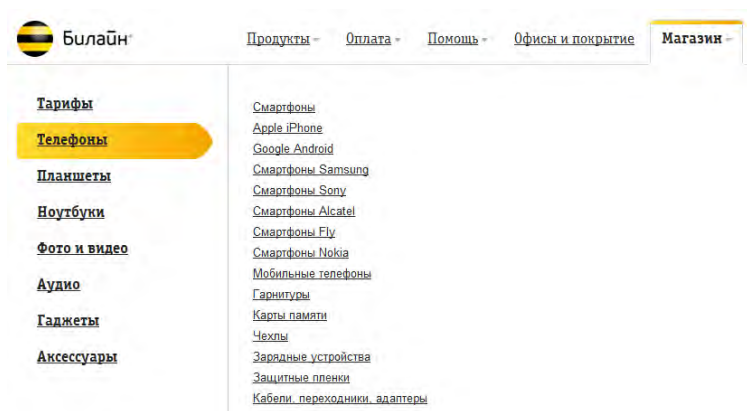 Билайн
Продукты Оплата Помощь Офисы и покрытие Магазин
Тарифы
Телефоны
Планшеты
Ноутбуки
Фото и видео
Аудио
Гаджеты
Аксессуары
Смартфоны
Apple iPhone
Google Android
Смартфоны Samsung
Смартфоны Sony
Смартфоны Alcatel
Смартфоны Fly
Смартфоны Nokia
Мобильные телефоны
Гарнитуры
Карты памяти
Чехлы
Зарядные устройства
Защитные пленки
Кабели, переходники, адаптеры